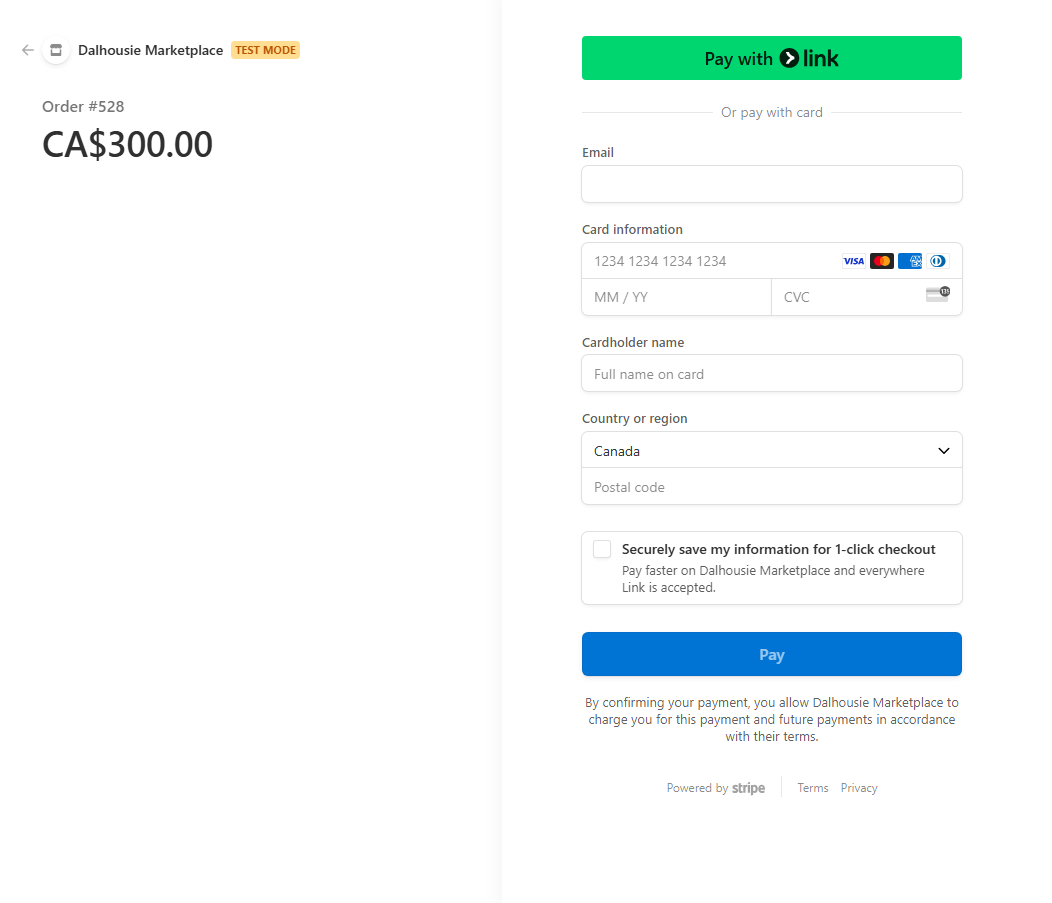 Dalhousie Marketplace TEST MODE
Order #528
CA$300.00
Pay with link
Or pay with card
Email
Card information
1234 1234 1234 1234 VISA AMEX
MM / YY CVC 135
Cardholder name
Full name on card
Country or region
Canada
Postal code
Securely save my information for 1-click checkout
Pay faster on Dalhousie Marketplace and everywhere
Link is accepted.
Pay
By confirming your payment, you allow Dalhousie Marketplace to
charge you for this payment and future payments in accordance
with their terms.
Powered by stripe Terms Privacy